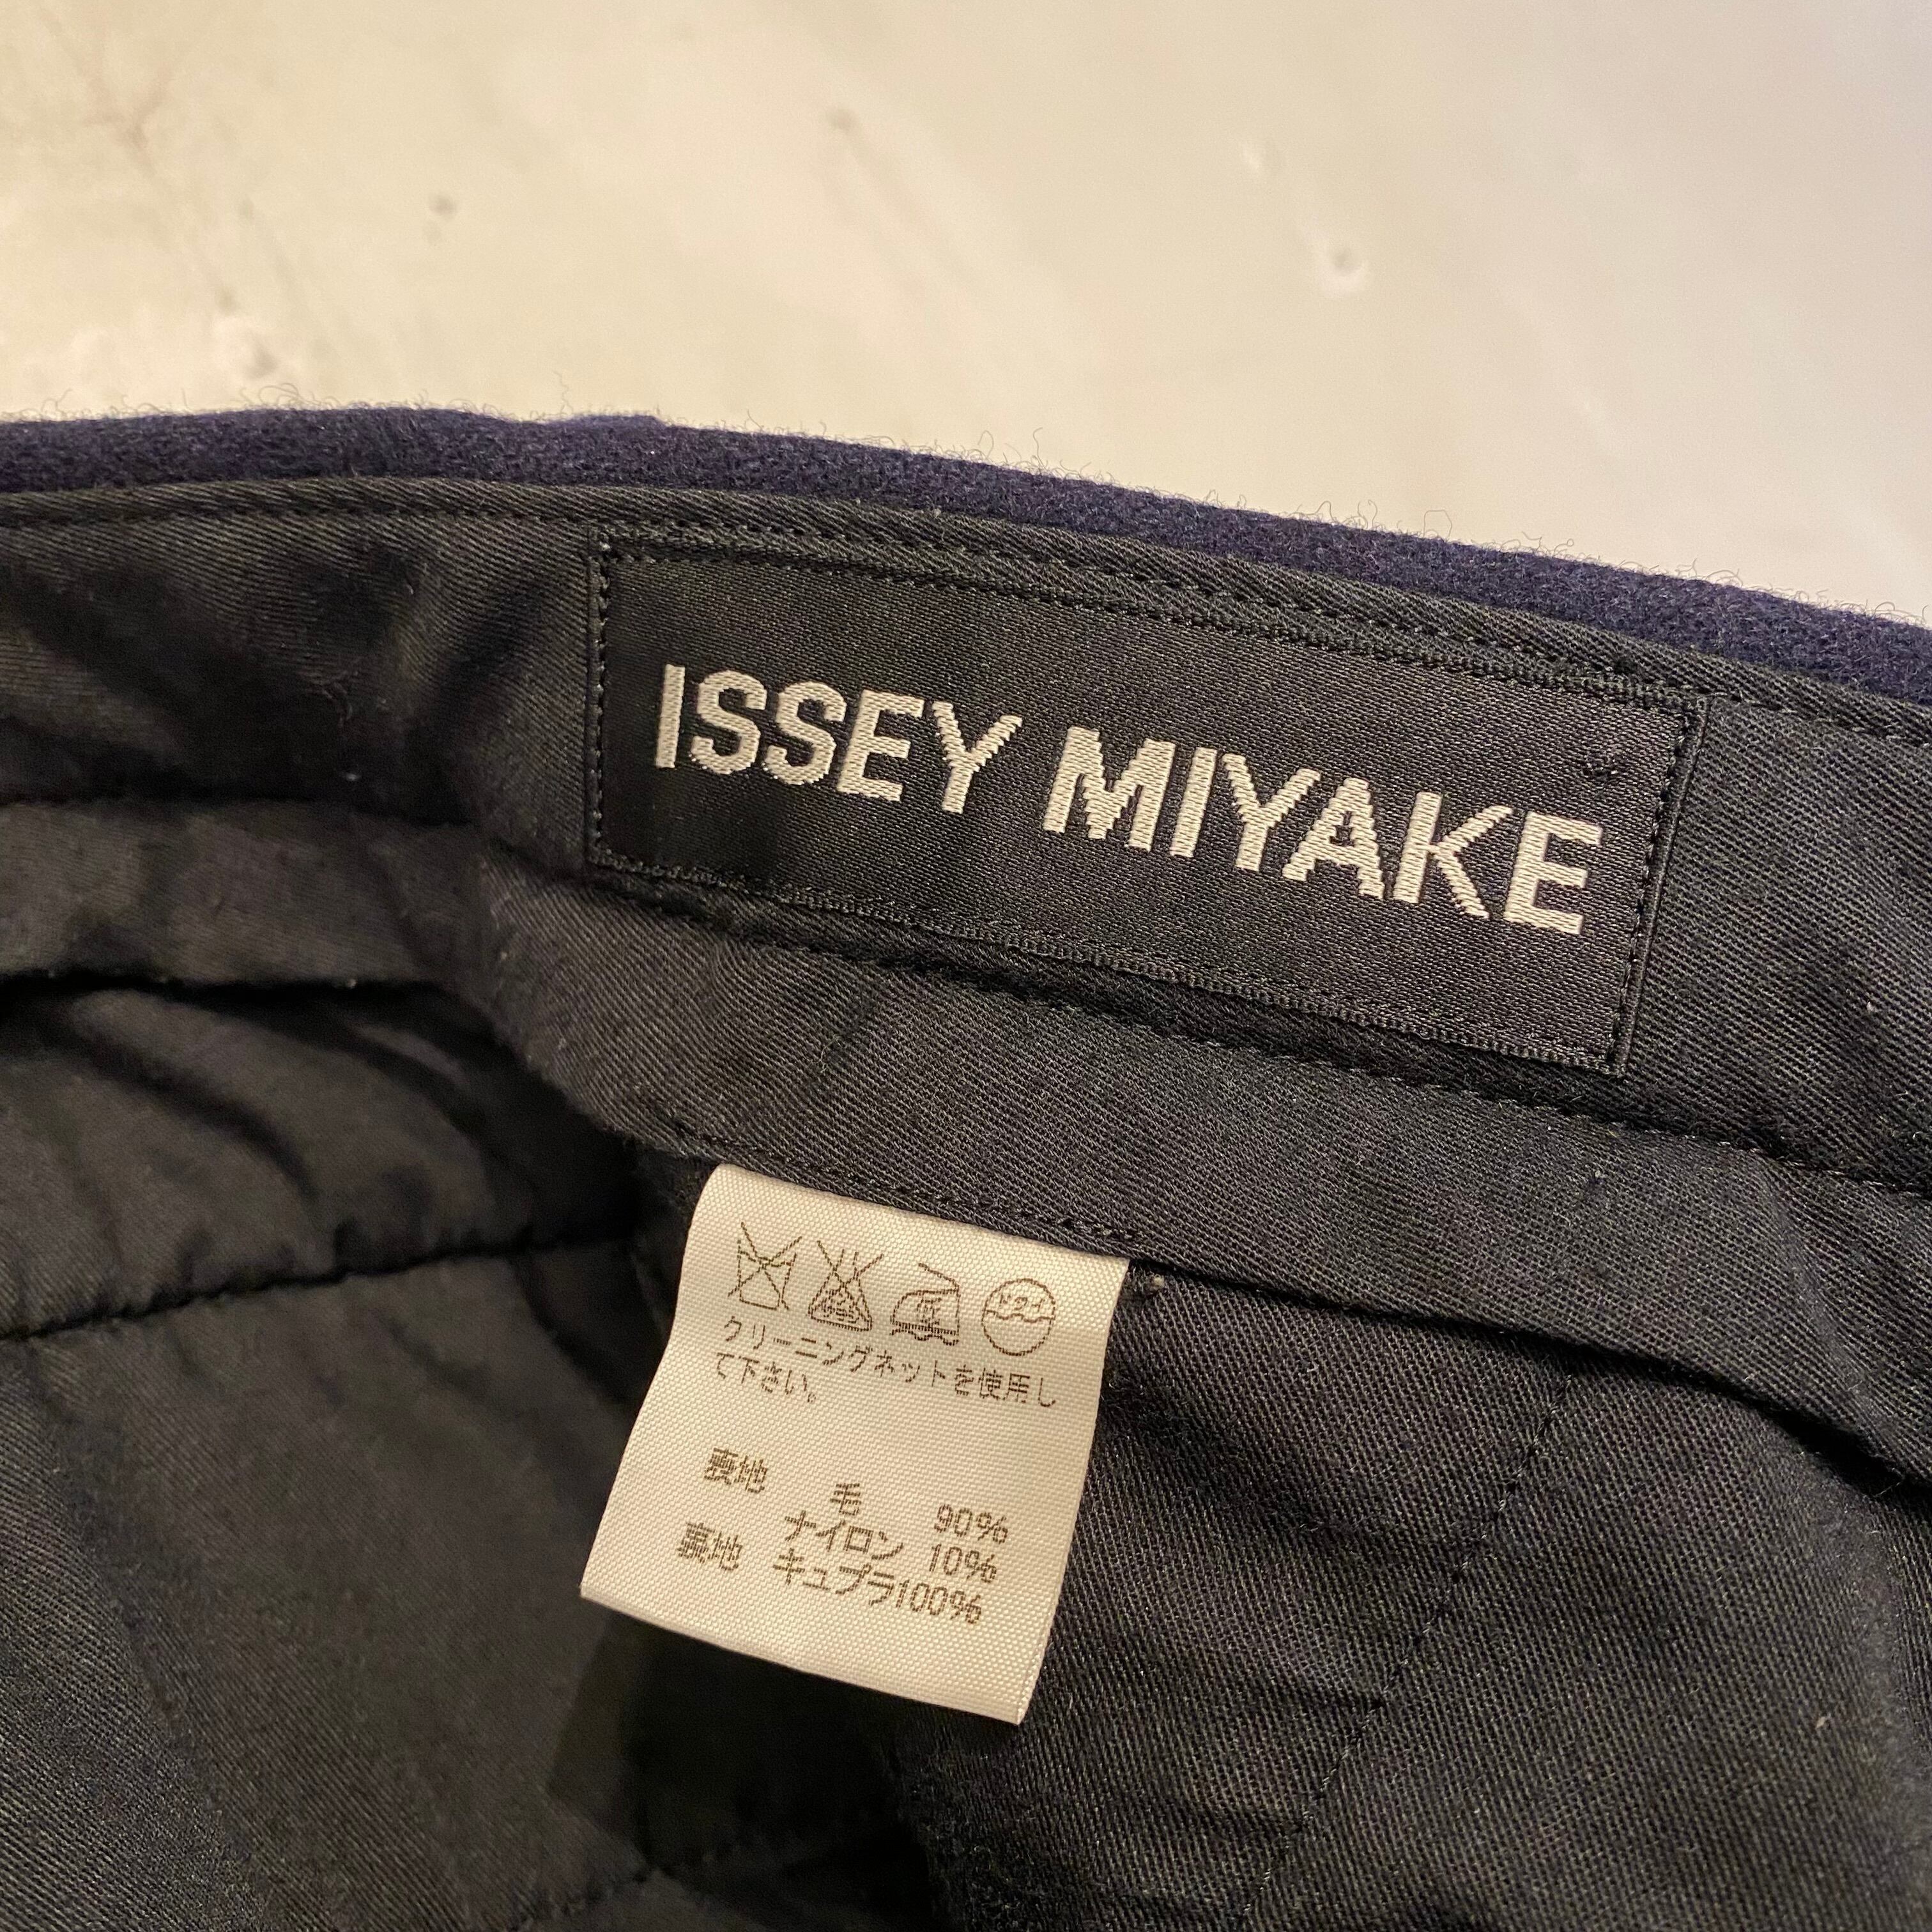 ISSEY MIYAKE
クリーニングネットを使用し
て下さい。
表地 毛 90%
ナイロン 10%
裏地 キュプラ100%